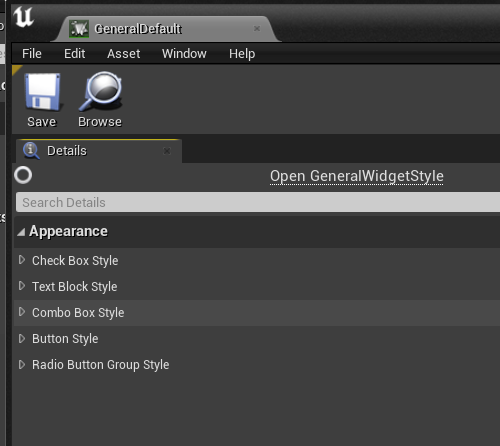 GeneralDefault
File Edit Asset Window Help
Save Browse
Details
Open GeneralWidgetStyle
Search Details
Appearance
Check Box Style
Text Block Style
Combo Box Style
Button Style
Radio Button Group Style